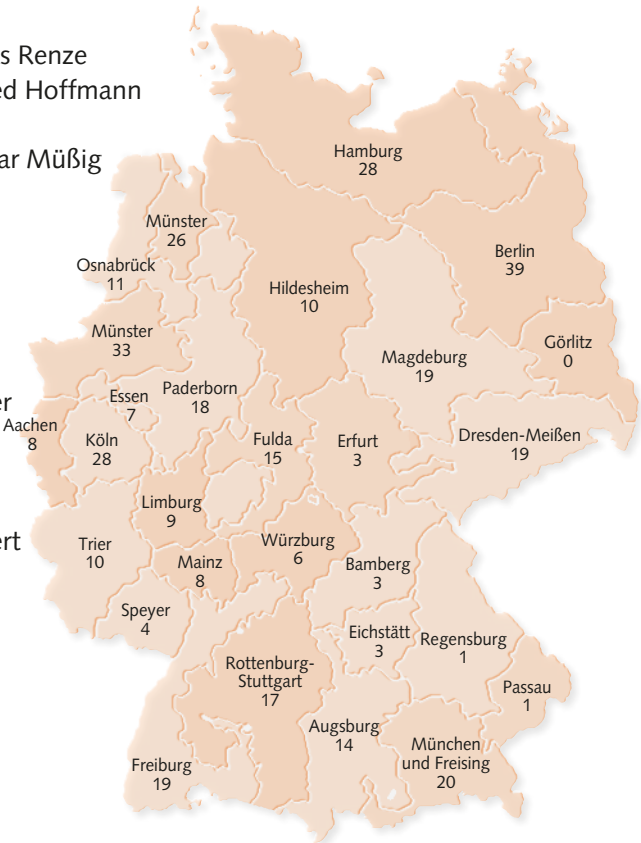 s Renze
ed Hoffmann
ar Müßig
Hamburg
28
Münster
26
Berlin
39
Osnabrück
11
Hildesheim
10
Münster
33
Görlitz
0
Magdeburg
19
Paderborn
18
Essen
7
er
Aachen
8
Köln
28
Fulda
15
Erfurt
3
Dresden-Meißen
19
Limburg
9
ert
Trier
10
Würzburg
6
Mainz
8
Bamberg
3
Speyer
4
Eichstätt
3
Regensburg
1
Rottenburg-
Stuttgart
17
Passau
1
Augsburg
14
München
und Freising
20
Freiburg
19